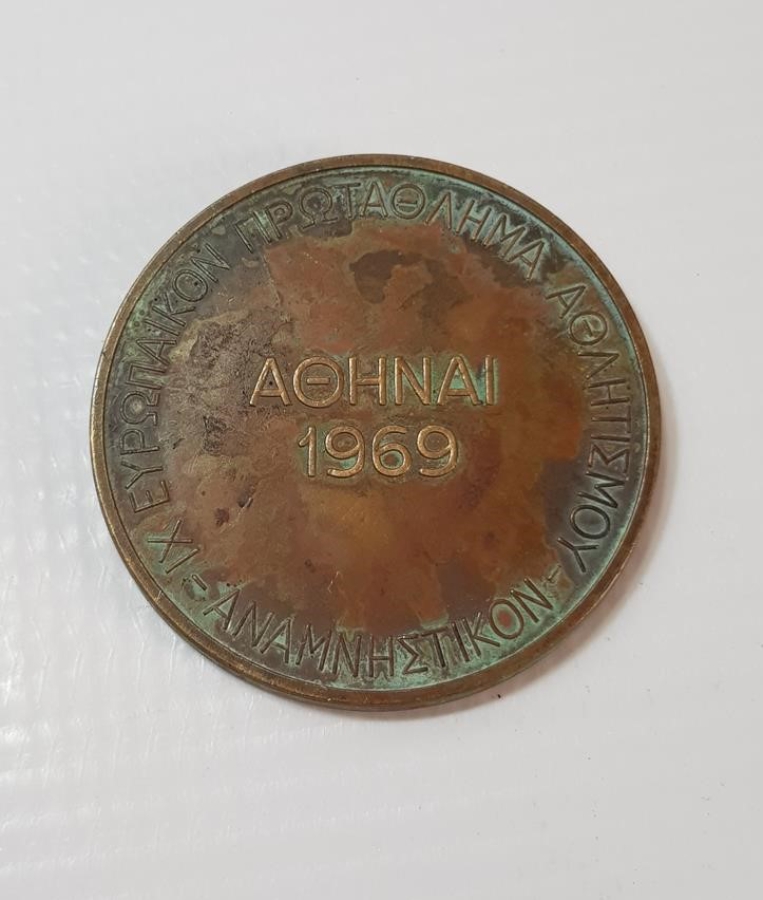 ΙΧ ΕΥΡΩΠΑΙΚΟΝ ΠΡΩΤΑΘΛΗΜΑ ΑΘΛΗΤΙΣΜΟΥ
ΑΘΗΝΑΙ
1969
-ΑΝΑΜΝΗΣΤΙΚΟΝ-